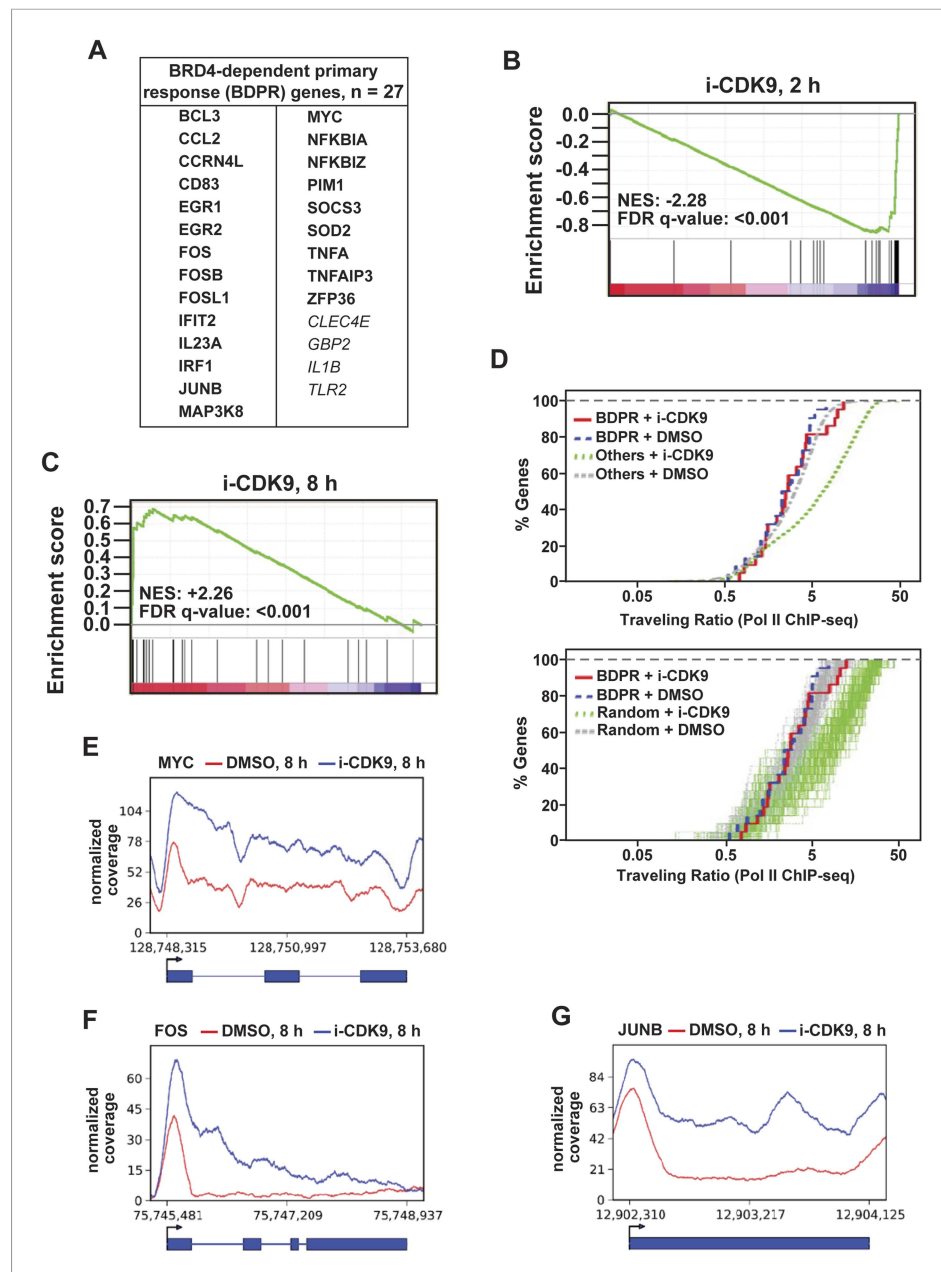 A
BRD4-dependent primary
response (BDPR) genes, n = 27
BCL3
CCL2
CCRN4L
CD83
EGR1
EGR2
FOS
FOSB
FOSL1
IFIT2
IL23A
IRF1
JUNB
MAP3K8
MYC
NFKBIA
NFKBIZ
PIM1
SOCS3
SOD2
TNFA
TNFAIP3
ZFP36
CLEC4E
GBP2
IL1B
TLR2
B
i-CDK9, 2 h
Enrichment score
0.0
-0.2
-0.4
-0.6
-0.8
NES: -2.28
FDR q-value: <0.001
C
i-CDK9, 8 h
Enrichment score
0.7
0.6
0.5
0.4
0.3
0.2
0.1
0.0
NES: +2.26
FDR q-value: <0.001
D
% Genes
100
80
60
40
20
0
BDPR + i-CDK9
BDPR + DMSO
Others + i-CDK9
Others + DMSO
0.05 0.5 5 50
Traveling Ratio (Pol II ChIP-seq)
% Genes
100
80
60
40
20
0
BDPR + i-CDK9
BDPR + DMSO
Random + i-CDK9
Random + DMSO
0.05 0.5 5 50
Traveling Ratio (Pol II ChIP-seq)
E
MYC DMSO, 8 h i-CDK9, 8 h
normalized
coverage
104
78
52
26
0
128,748,315 128,750,997 128,753,680
F
FOS DMSO, 8 h i-CDK9, 8 h
normalized
coverage
60
45
30
15
0
75,745,481 75,747,209 75,748,937
G
JUNB DMSO, 8 h i-CDK9, 8 h
normalized
coverage
84
63
42
21
0
12,902,310 12,903,217 12,904,125